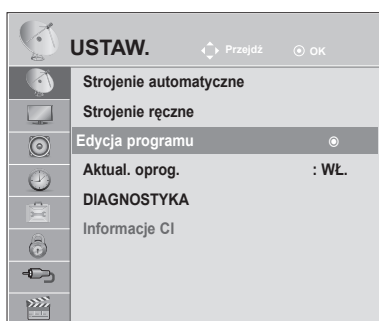 USTAW.
Przejdź
OK
Strojenie automatyczne
Strojenie ręczne
Edycja programu
Aktual. oprog. : WŁ.
DIAGNOSTYKA
Informacje CI